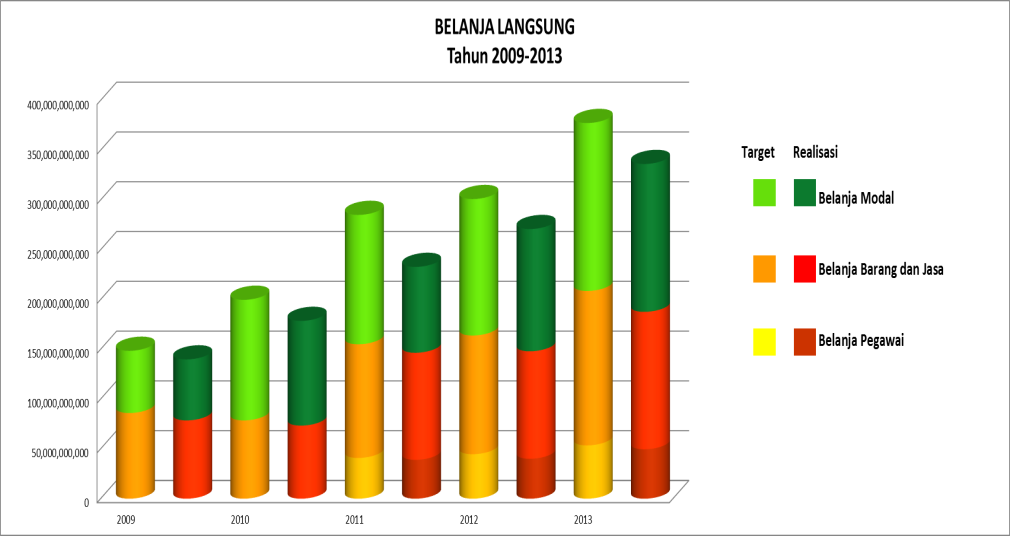 BELANJA LANGSUNG
Tahun 2009-2013
400,000,000,000
350,000,000,000
300,000,000,000
250,000,000,000
200,000,000,000
150,000,000,000
100,000,000,000
50,000,000,000
0
2009 2010 2011 2012 2013
Target Realisasi
Belanja Modal
Belanja Barang dan Jasa
Belanja Pegawai